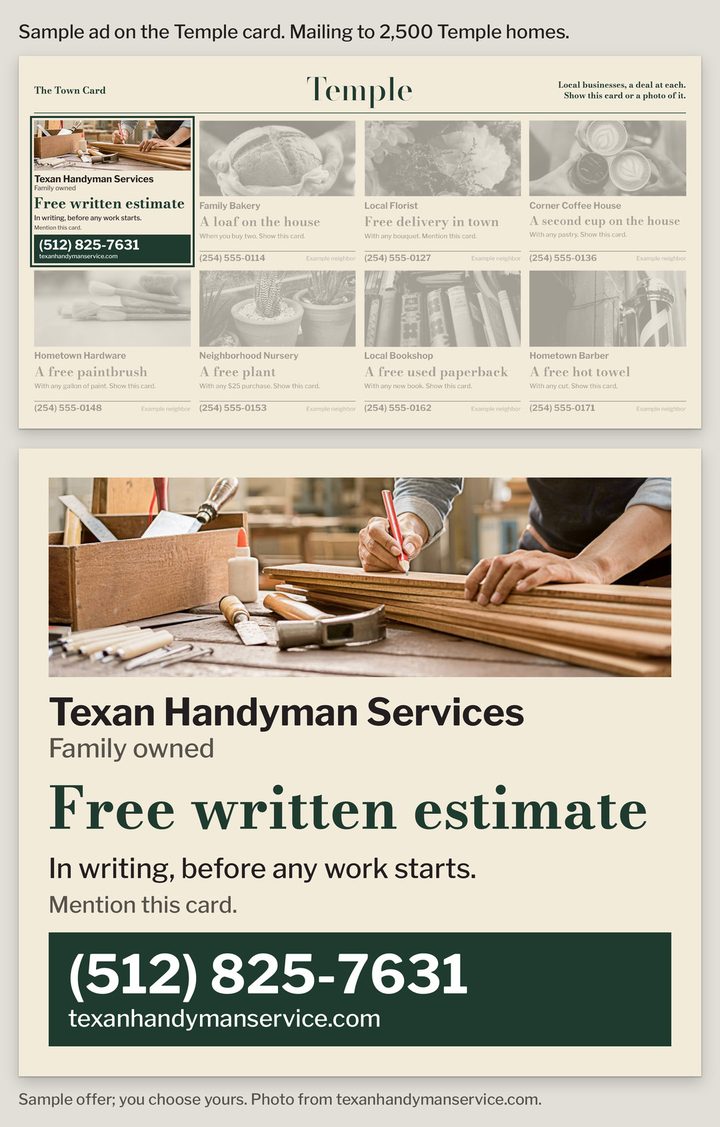 Sample ad on the Temple card. Mailing to 2,500 Temple homes.
The Town Card
Temple
Local businesses, a deal at each.
Show this card or a photo of it.
Texan Handyman Services
Family owned
Free written estimate
In writing, before any work starts.
Mention this card.
(512) 825-7631
texanhandymanservice.com
Family Bakery
A loaf on the house
When you buy two. Show this card.
(254) 555-0114
Example neighbor
Local Florist
Free delivery in town
With any bouquet. Mention this card.
(254) 555-0127
Example neighbor
Corner Coffee House
A second cup on the house
With any pastry. Show this card.
(254) 555-0136
Example neighbor
Hometown Hardware
A free paintbrush
With any gallon of paint. Show this card.
(254) 555-0148
Example neighbor
Neighborhood Nursery
A free plant
With any $25 purchase. Show this card.
(254) 555-0153
Example neighbor
Local Bookshop
A free used paperback
With any new book. Show this card.
(254) 555-0162
Example neighbor
Hometown Barber
A free hot towel
With any cut. Show this card.
(254) 555-0171
Example neighbor
Texan Handyman Services
Family owned
Free written estimate
In writing, before any work starts.
Mention this card.
(512) 825-7631
texanhandymanservice.com
Sample offer; you choose yours. Photo from texanhandymanservice.com.